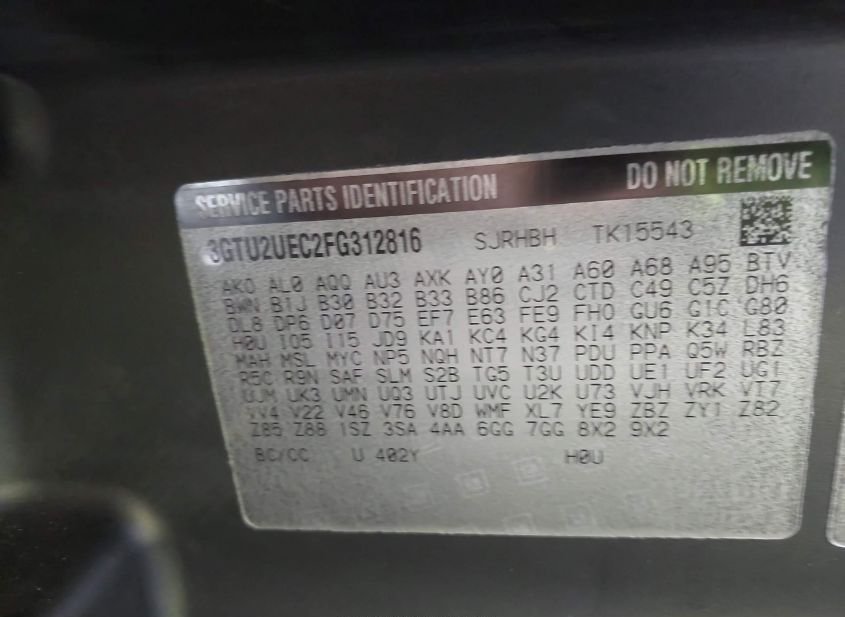 SERVICE PARTS IDENTIFICATION DO NOT REMOVE
3GTU2UEC2FG312816 SJRHBH TK15543
AKO AL0 AQQ AU3 AXK AY0 A31 A60 A68 A95 BTV
BWN B1J B30 B32 B33 B86 CJ2 CTD C49 C5Z DH6
DL8 DP6 D07 D75 EF7 E63 FE9 FHO GU6 G1C G80
H0U IO5 I15 JD9 KA1 KC4 KG4 KI4 KNP K34 L83
MAH MSL MYC NP5 NQH NT7 N37 PDU PPA Q5W RBZ
R5C R9N SAF SLM S2B TG5 T3U UDD UE1 UF2 UG1
UJM UK3 UMN UQ3 UTJ UVC U2K U73 VJH VRK VT7
VV4 V22 V46 V76 V8D WMF XL7 YE9 ZBZ ZY1 Z82
Z85 Z88 1SZ 3SA 4AA 6GG 7GG 8X2 9X2
BC/CC U 402Y H0U